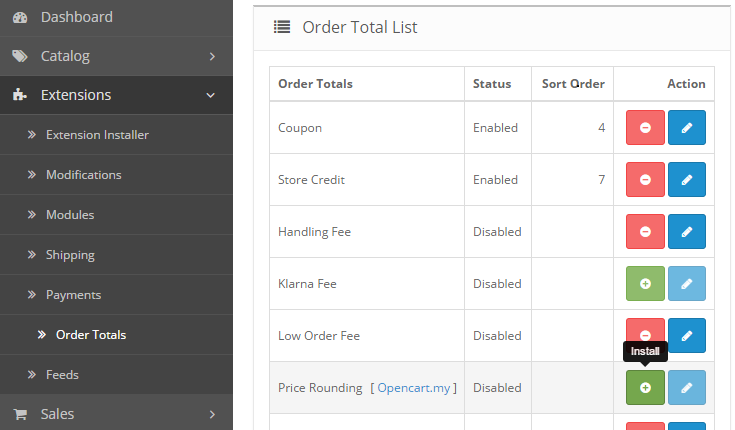 Dashboard
Catalog
Extensions
Extension Installer
Modifications
Modules
Shipping
Payments
Order Totals
Feeds
Sales
Order Total List
Order Totals Status Sort Order Action
Coupon Enabled 4
Store Credit Enabled 7
Handling Fee Disabled
Klarna Fee Disabled
Low Order Fee Disabled
Install
Price Rounding [ Opencart.my ] Disabled